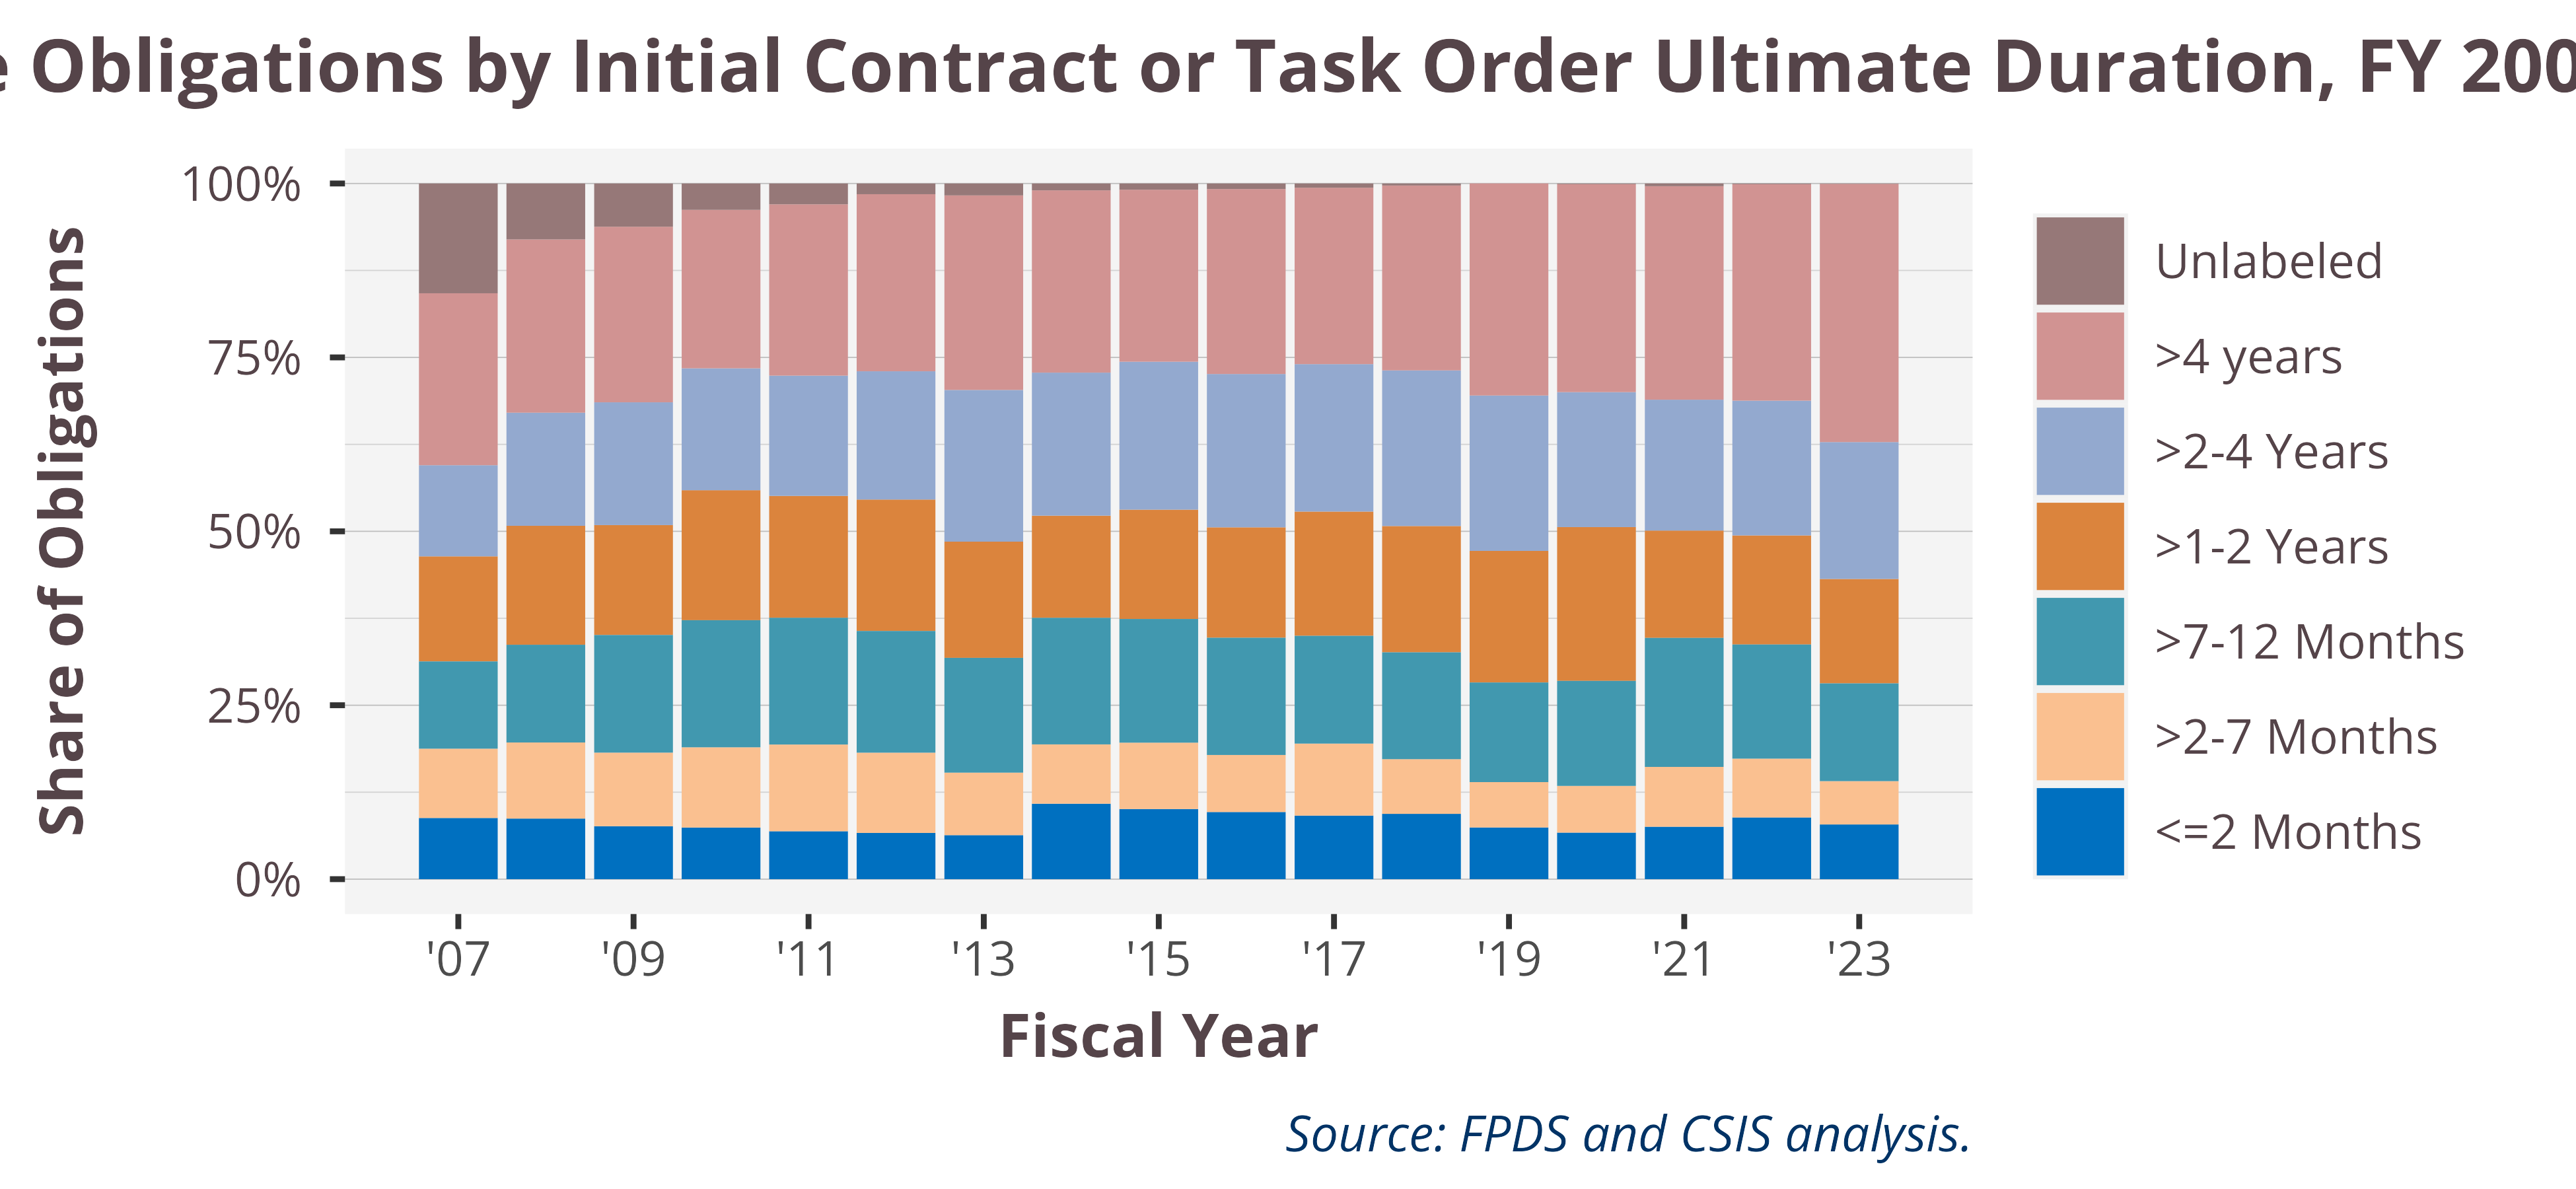 Obligations by Initial Contract or Task Order Ultimate Duration, FY 200
Share of Obligations
100%
75%
50%
25%
0%
'07 '09 '11 '13 '15 '17 '19 '21 '23
Fiscal Year
Unlabeled
>4 years
>2-4 Years
>1-2 Years
>7-12 Months
>2-7 Months
<=2 Months
Source: FPDS and CSIS analysis.